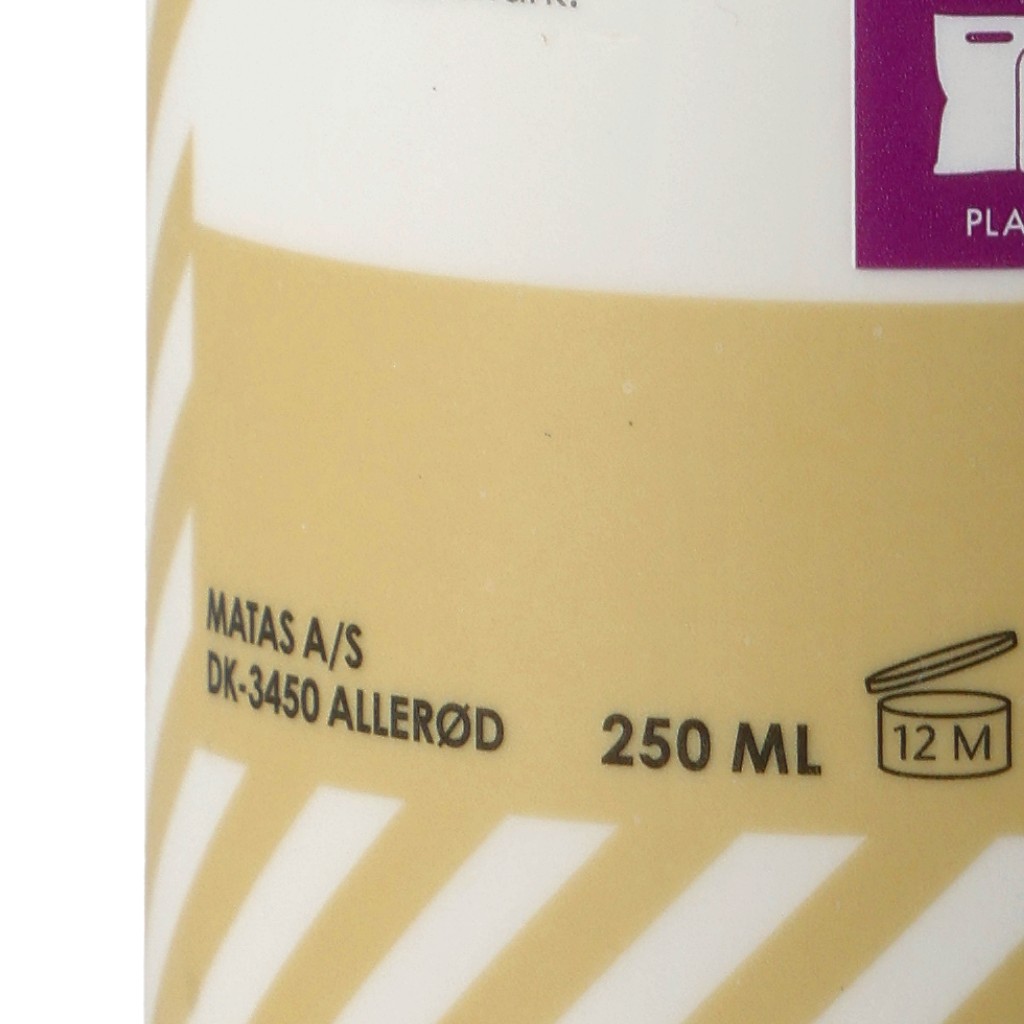 PLA
MATAS A/S
DK-3450 ALLERØD
250 ML
12 M